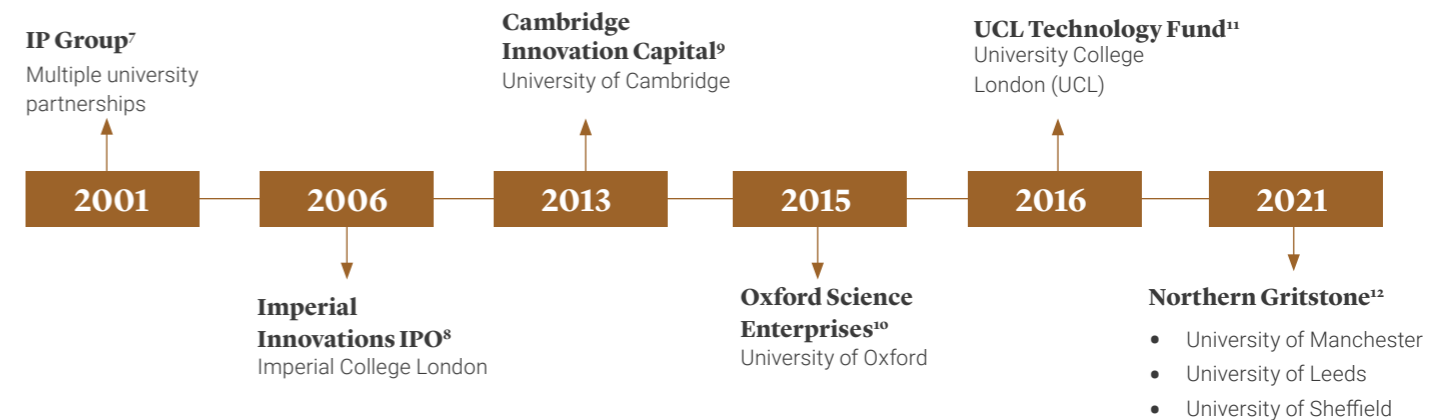 IP Group⁷
Multiple university
partnerships
Cambridge
Innovation Capital⁹
University of Cambridge
UCL Technology Fund¹¹
University College
London (UCL)
2001
2006
2013
2015
2016
2021
Imperial
Innovations IPO⁸
Imperial College London
Oxford Science
Enterprises¹⁰
University of Oxford
Northern Gritstone¹²
• University of Manchester
• University of Leeds
• University of Sheffield